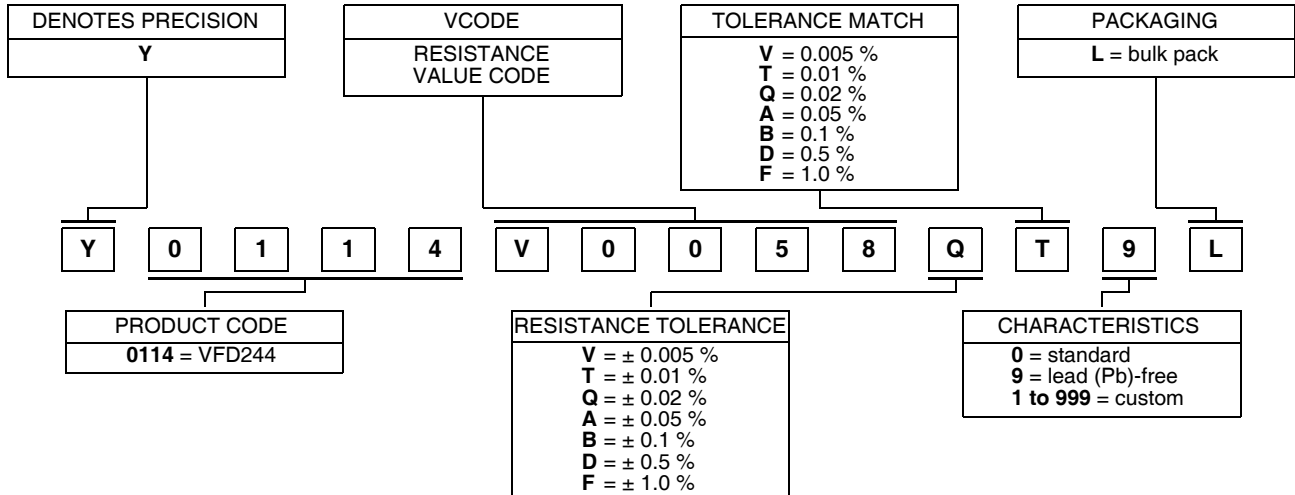 DENOTES PRECISION
Y
VCODE
RESISTANCE
VALUE CODE
TOLERANCE MATCH
V = 0.005 %
T = 0.01 %
Q = 0.02 %
A = 0.05 %
B = 0.1 %
D = 0.5 %
F = 1.0 %
PACKAGING
L = bulk pack
Y 0 1 1 4 V 0 0 5 8 Q T 9 L
PRODUCT CODE
0114 = VFD244
RESISTANCE TOLERANCE
V = ± 0.005 %
T = ± 0.01 %
Q = ± 0.02 %
A = ± 0.05 %
B = ± 0.1 %
D = ± 0.5 %
F = ± 1.0 %
CHARACTERISTICS
0 = standard
9 = lead (Pb)-free
1 to 999 = custom